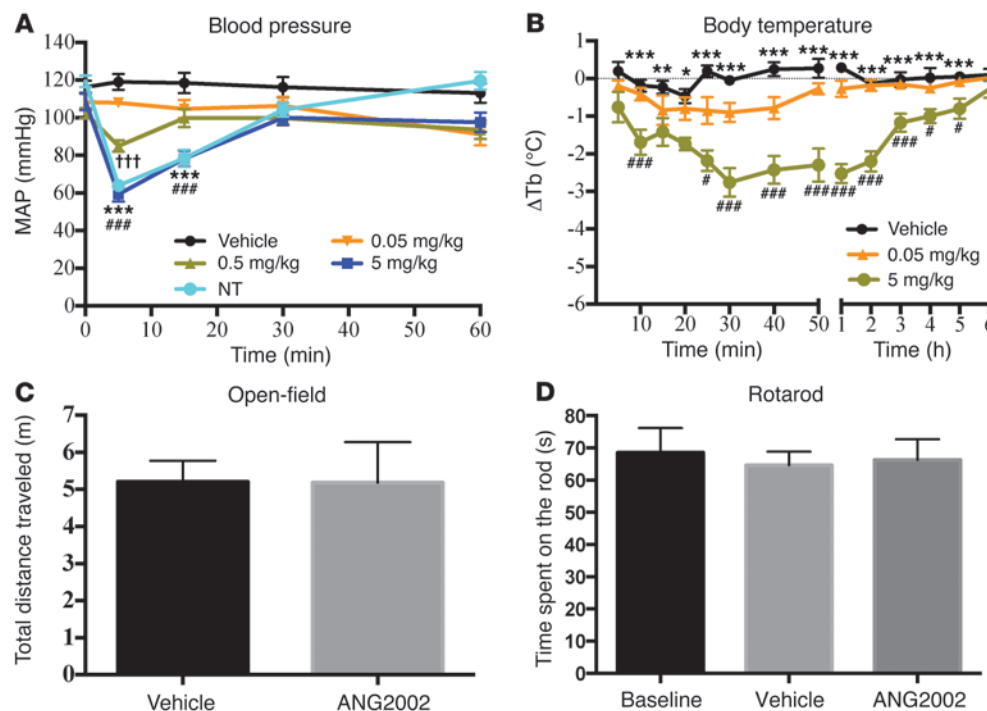 A
Blood pressure
MAP (mmHg)
140
120
100
80
60
40
20
0
†††
***
###
***
###
Vehicle
0.05 mg/kg
0.5 mg/kg
5 mg/kg
NT
0 10 20 30 40 50 60
Time (min)
B
Body temperature
ΔTb (°C)
1
0
-1
-2
-3
-4
-5
-6
*** ** * *** *** *** *** *** *** *** *** ***
### # ### ### ### ### ### ### # #
Vehicle
0.05 mg/kg
5 mg/kg
10 20 30 40 50 1 2 3 4 5 6
Time (min) Time (h)
C
Open-field
Total distance traveled (m)
7
6
5
4
3
2
1
0
Vehicle ANG2002
D
Rotarod
Time spent on the rod (s)
80
70
60
50
40
30
20
10
0
Baseline Vehicle ANG2002